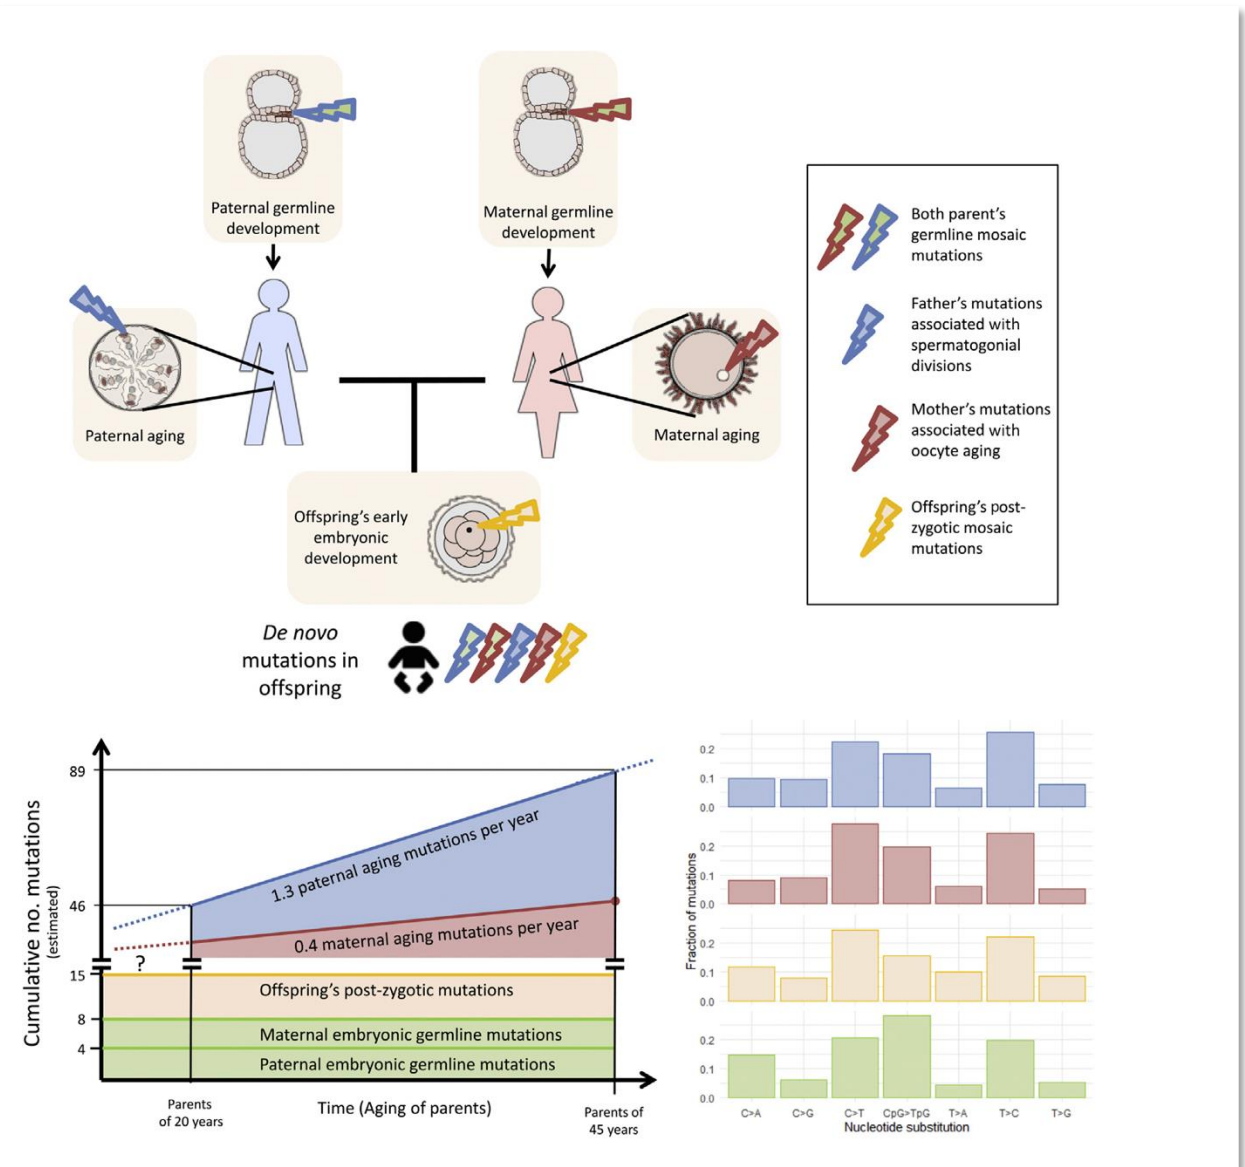 Paternal germline
development
Maternal germline
development
Paternal aging
Maternal aging
Offspring's early
embryonic
development
De novo
mutations in
offspring
Both parent's
germline mosaic
mutations
Father's mutations
associated with
spermatogonial
divisions
Mother's mutations
associated with
oocyte aging
Offspring's post-
zygotic mosaic
mutations
Cumulative no. mutations
(estimated)
89
46
15
8
4
?
1.3 paternal aging mutations per year
0.4 maternal aging mutations per year
Offspring's post-zygotic mutations
Maternal embryonic germline mutations
Paternal embryonic germline mutations
Parents
of 20 years
Time (Aging of parents)
Parents of
45 years
Fraction of mutations
0.2
0.1
0.0
0.2
0.1
0.0
0.2
0.1
0.0
0.2
0.1
0.0
C>A C>G C>T CpG>TpG T>A T>C T>G
Nucleotide substitution